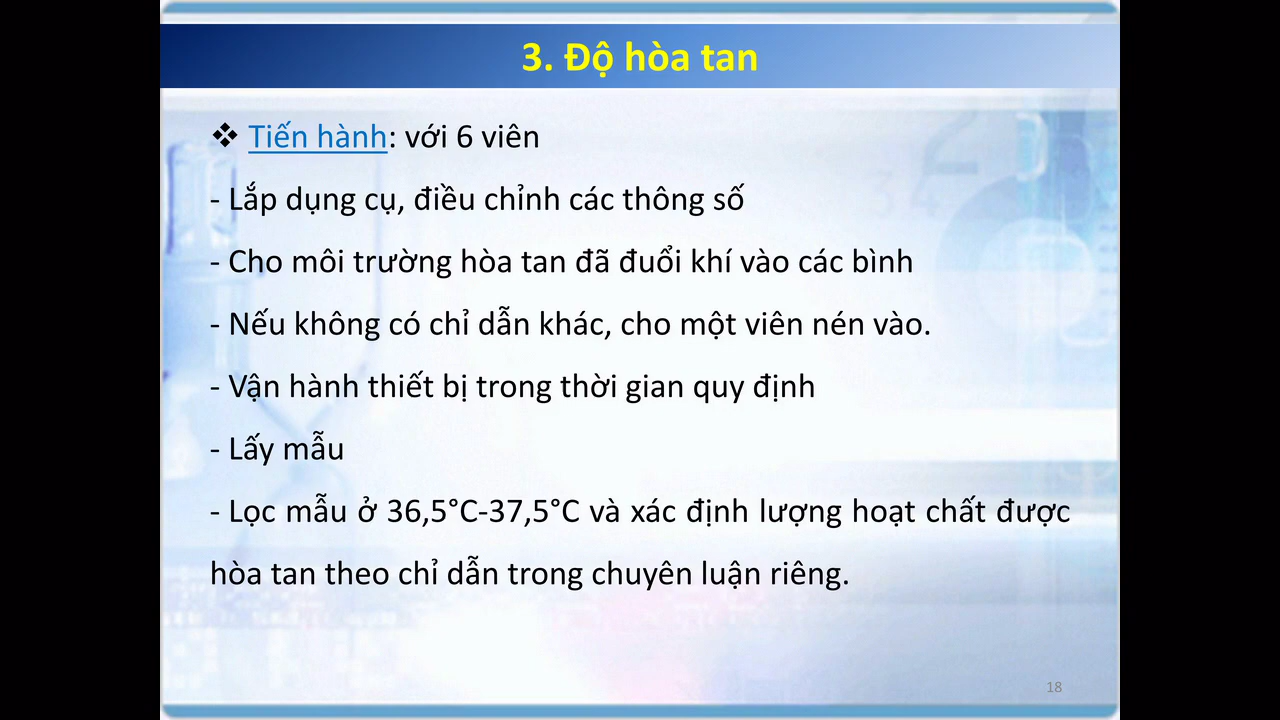 3. Độ hòa tan
❖ Tiến hành: với 6 viên
- Lắp dụng cụ, điều chỉnh các thông số
- Cho môi trường hòa tan đã đuổi khí vào các bình
- Nếu không có chỉ dẫn khác, cho một viên nén vào.
- Vận hành thiết bị trong thời gian quy định
- Lấy mẫu
- Lọc mẫu ở 36,5°C-37,5°C và xác định lượng hoạt chất được
hòa tan theo chỉ dẫn trong chuyên luận riêng.
18